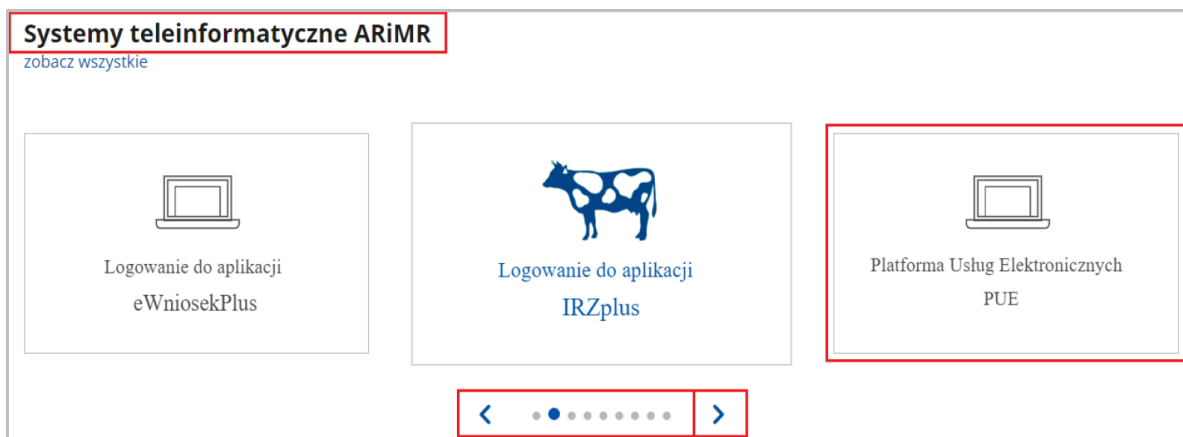 Systemy teleinformatyczne ARiMR
zobacz wszystkie
Logowanie do aplikacji
eWniosekPlus
Logowanie do aplikacji
IRZplus
Platforma Usług Elektronicznych
PUE